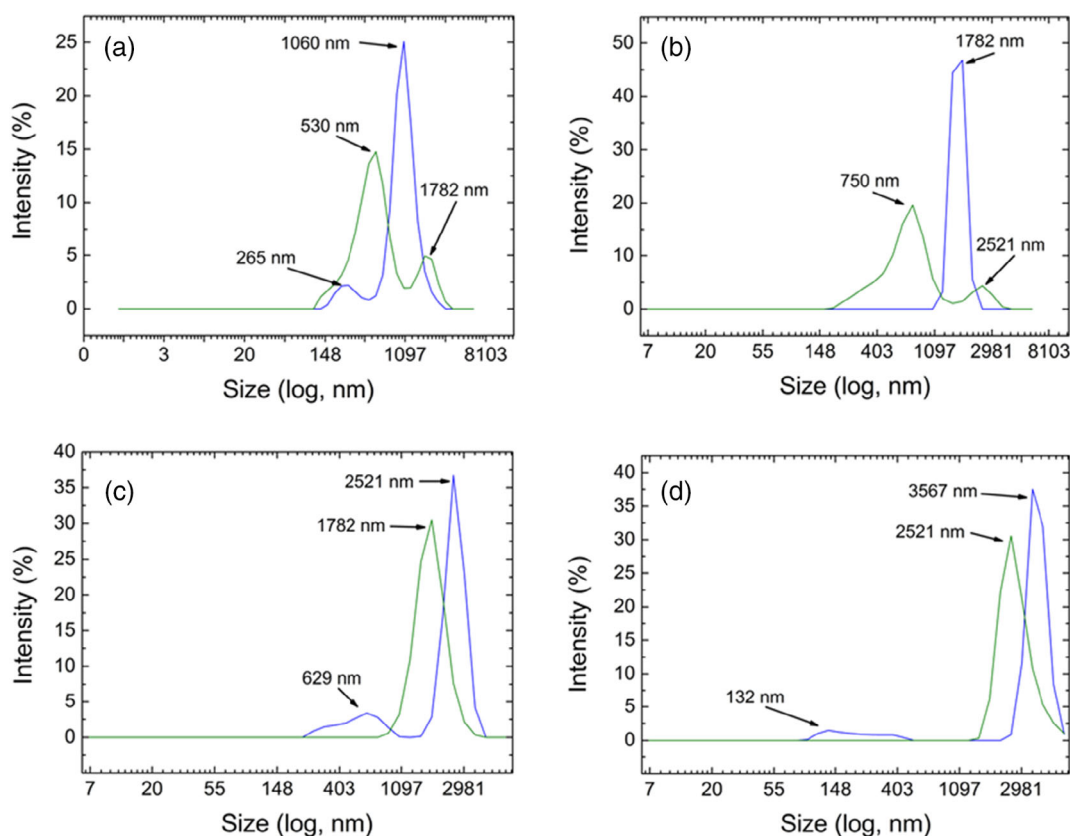 (a)
1060 nm
530 nm
1782 nm
265 nm
Intensity (%)
25
20
15
10
5
0
0 3 20 148 1097 8103
Size (log, nm)
(b)
1782 nm
750 nm
2521 nm
Intensity (%)
50
40
30
20
10
0
7 20 55 148 403 1097 2981 8103
Size (log, nm)
(c)
2521 nm
1782 nm
629 nm
Intensity (%)
40
35
30
25
20
15
10
5
0
7 20 55 148 403 1097 2981
Size (log, nm)
(d)
3567 nm
2521 nm
132 nm
Intensity (%)
40
35
30
25
20
15
10
5
0
7 20 55 148 403 1097 2981
Size (log, nm)